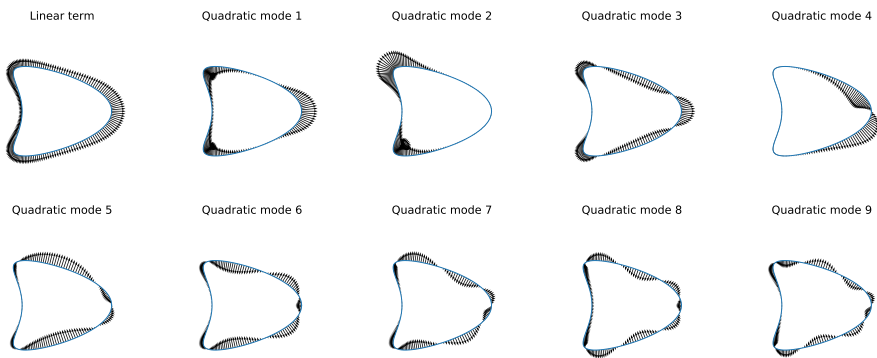 Linear term
Quadratic mode 1
Quadratic mode 2
Quadratic mode 3
Quadratic mode 4
Quadratic mode 5
Quadratic mode 6
Quadratic mode 7
Quadratic mode 8
Quadratic mode 9